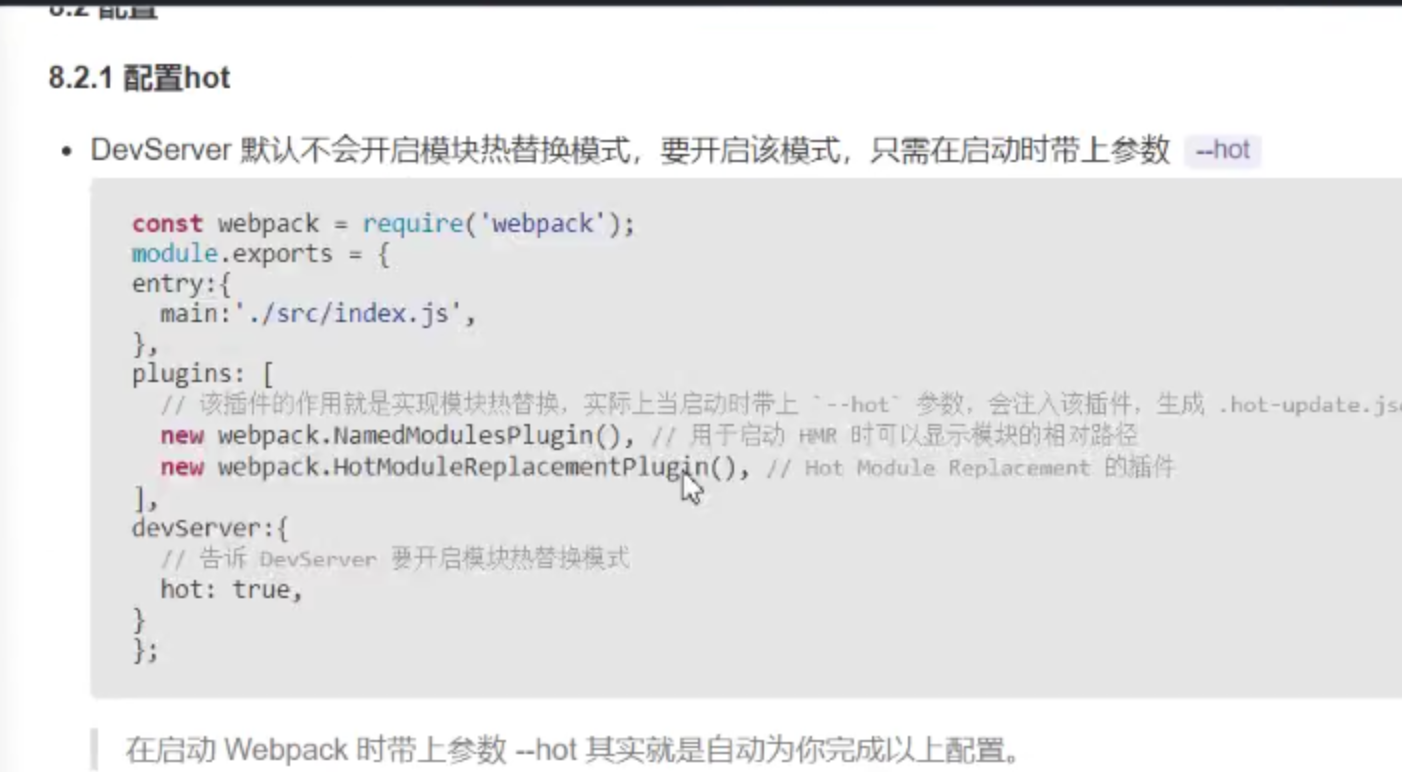 8.2 配置
8.2.1 配置hot
• DevServer 默认不会开启模块热替换模式，要开启该模式，只需在启动时带上参数 --hot
const webpack = require('webpack');
module.exports = {
entry:{
  main:'./src/index.js',
},
plugins: [
  // 该插件的作用就是实现模块热替换，实际上当启动时带上 `--hot` 参数，会注入该插件，生成 .hot-update.js
  new webpack.NamedModulesPlugin(), // 用于启动 HMR 时可以显示模块的相对路径
  new webpack.HotModuleReplacementPlugin(), // Hot Module Replacement 的插件
],
devServer:{
  // 告诉 DevServer 要开启模块热替换模式
  hot: true,
}
};
在启动 Webpack 时带上参数 --hot 其实就是自动为你完成以上配置。